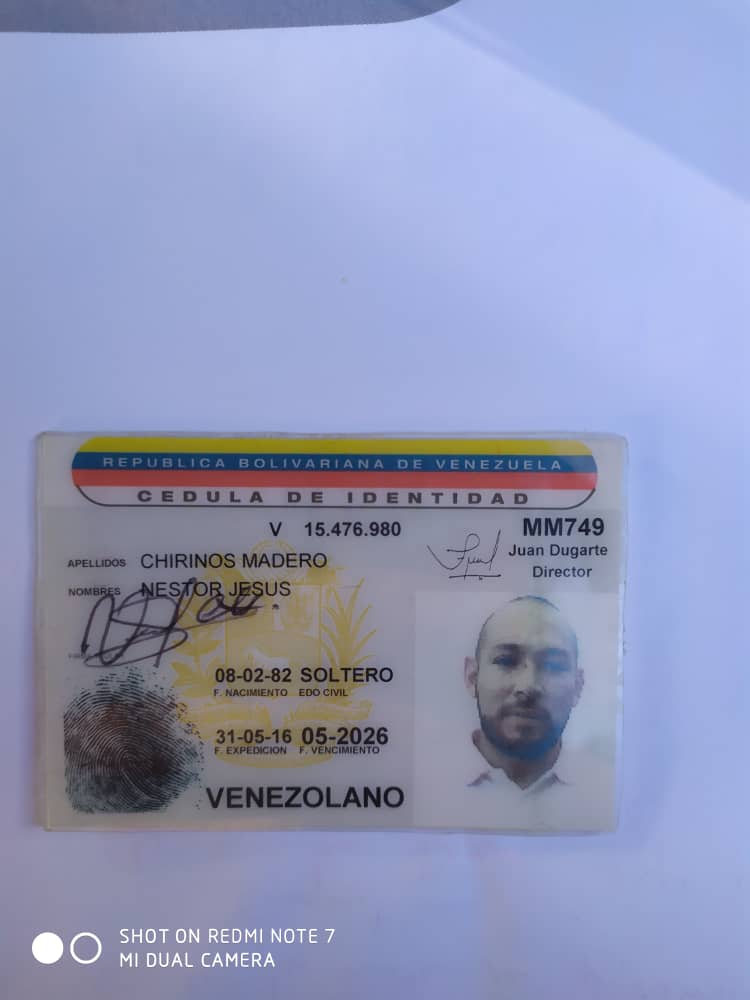 REPUBLICA BOLIVARIANA DE VENEZUELA
CEDULA DE IDENTIDAD
V 15.476.980
MM749
Juan Dugarte
Director
APELLIDOS CHIRINOS MADERO
NOMBRES NESTOR JESUS
08-02-82 SOLTERO
F. NACIMIENTO EDO CIVIL
31-05-16 05-2026
F. EXPEDICION F. VENCIMIENTO
VENEZOLANO
SHOT ON REDMI NOTE 7
MI DUAL CAMERA